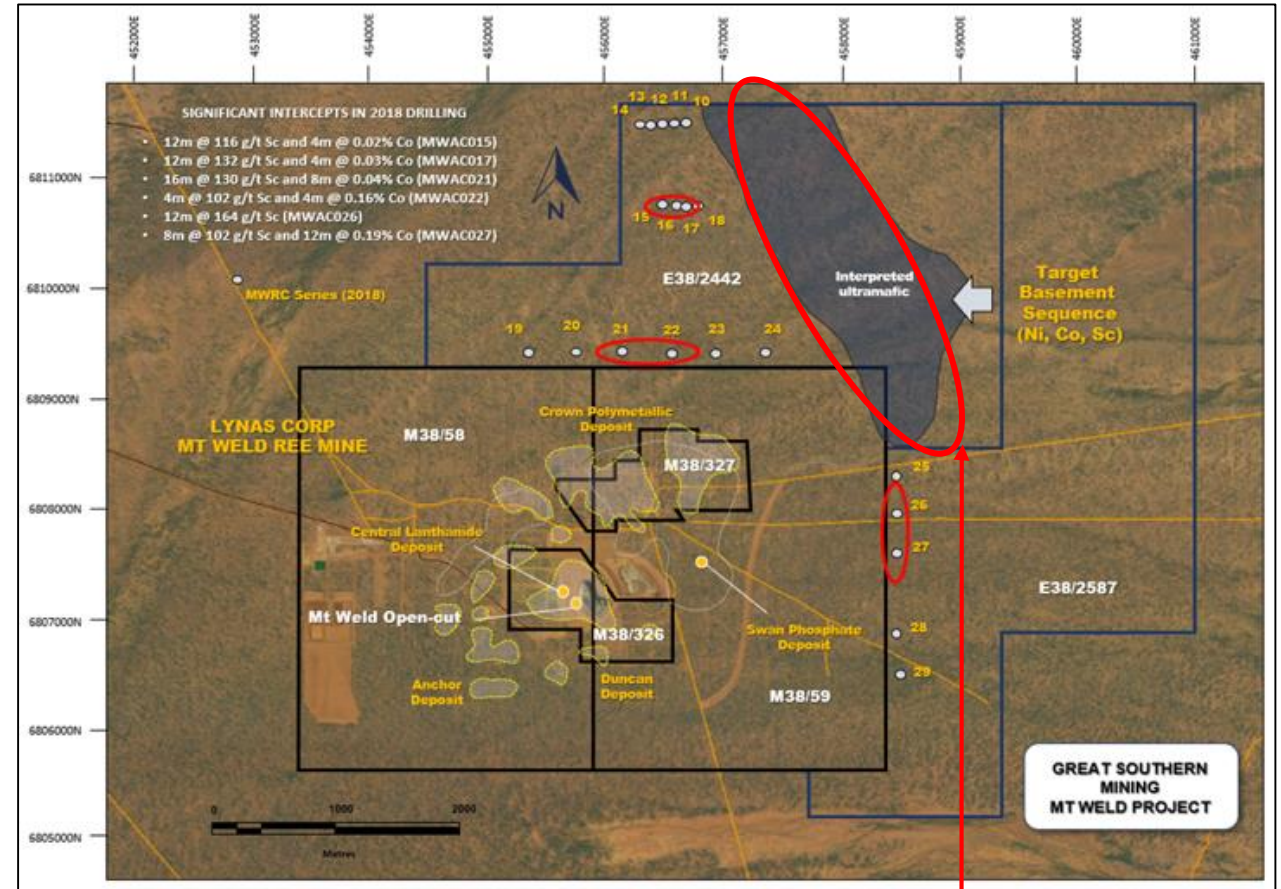 452000E
453000E
454000E
455000E
456000E
457000E
458000E
459000E
460000E
461000E
SIGNIFICANT INTERCEPTS IN 2018 DRILLING
• 12m @ 116 g/t Sc and 4m @ 0.02% Co (MWAC015)
• 12m @ 132 g/t Sc and 4m @ 0.03% Co (MWAC017)
• 16m @ 130 g/t Sc and 8m @ 0.04% Co (MWAC021)
• 4m @ 102 g/t Sc and 4m @ 0.16% Co (MWAC022)
• 12m @ 164 g/t Sc (MWAC026)
• 8m @ 102 g/t Sc and 12m @ 0.19% Co (MWAC027)
14 13 12 11 10
N
6811000N
15 16 17 18
MWRC Series (2018)
E38/2442
Interpreted
ultramafic
Target
Basement
Sequence
(Ni, Co, Sc)
6810000N
19 20 21 22 23 24
6809000N
LYNAS CORP
MT WELD REE MINE
M38/58
Crown Polymetallic
Deposit
M38/327
25
26
27
28
29
6808000N
Central Lanthanide
Deposit
Mt Weld Open-cut
E38/2587
6807000N
M38/326
Swan Phosphate
Deposit
Anchor
Deposit
Duncan
Deposit
M38/59
6806000N
0 1000 2000
Metres
6805000N
GREAT SOUTHERN
MINING
MT WELD PROJECT